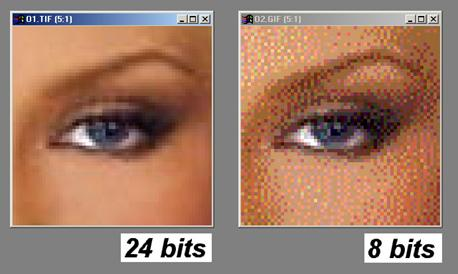 01.TIF (5:1)
02.GIF (5:1)
24 bits
8 bits